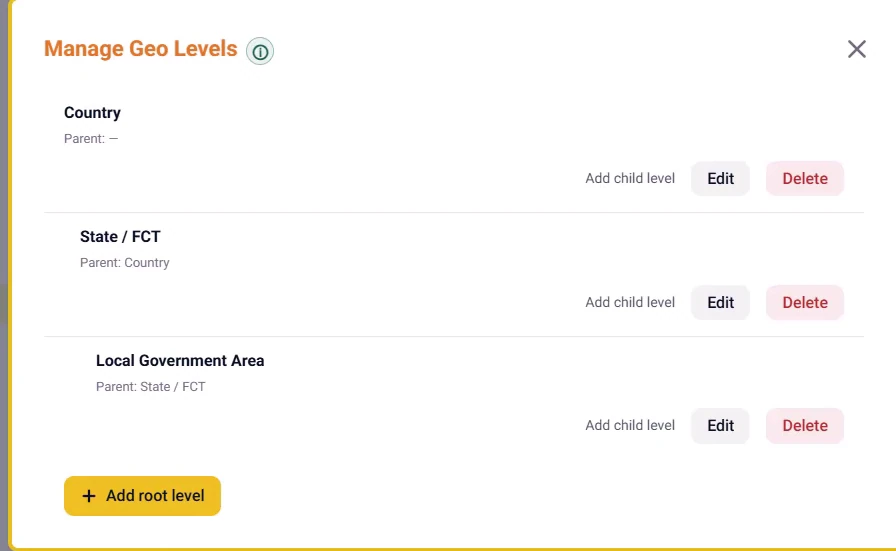 Manage Geo Levels
Country
Parent: —
Add child level Edit Delete
State / FCT
Parent: Country
Add child level Edit Delete
Local Government Area
Parent: State / FCT
Add child level Edit Delete
+ Add root level